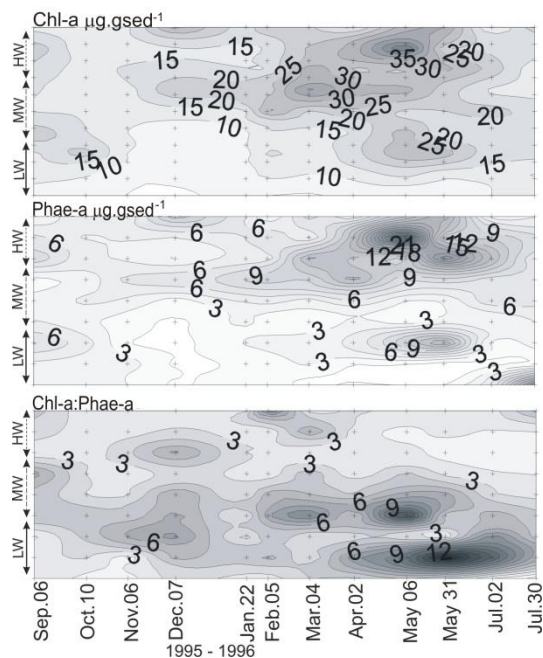 Chl-a µg.gsed⁻¹
HW
MW
LW
15 15 25 35 30 25 20
20 30
15 20 30 25
10 15 20 20
15 10 25 20 15
10
Phae-a µg.gsed⁻¹
HW
MW
LW
6 6 6 21 18 12 15 12 9
6 9 9
6 6 6
3 3 3
6 3 6 9 3
3 3
Chl-a:Phae-a
HW
MW
LW
3 3 3 3 3
3
6 9
6 3
6 6 9 12
3
Sep.06
Oct.10
Nov.06
Dec.07
Jan.22
Feb.05
Mar.04
Apr.02
May 06
May 31
Jul.02
Jul.30
1995 - 1996